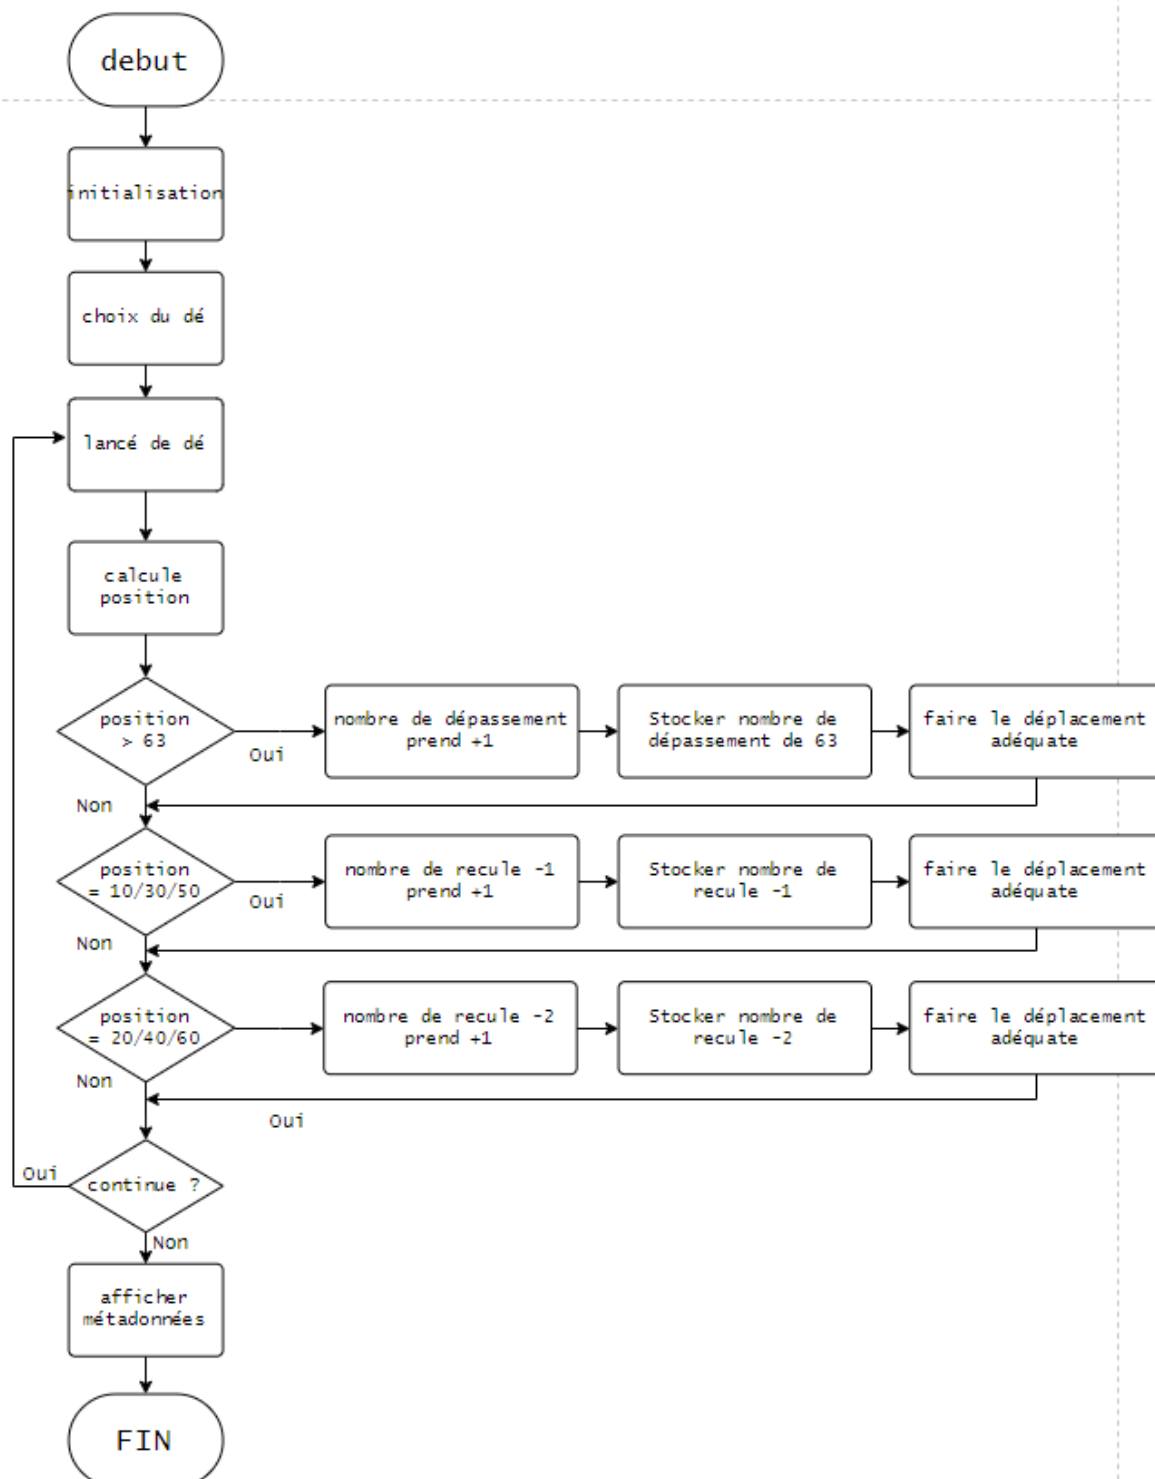 debut
initialisation
choix du dé
lancé de dé
calcule
position
position
> 63
Oui
nombre de dépassement
prend +1
Stocker nombre de
dépassement de 63
faire le déplacement
adéquate
Non
position
= 10/30/50
Oui
nombre de recule -1
prend +1
Stocker nombre de
recule -1
faire le déplacement
adéquate
Non
position
= 20/40/60
nombre de recule -2
prend +1
Stocker nombre de
recule -2
faire le déplacement
adéquate
Non
Oui
Oui
continue ?
Non
afficher
métadonnées
FIN